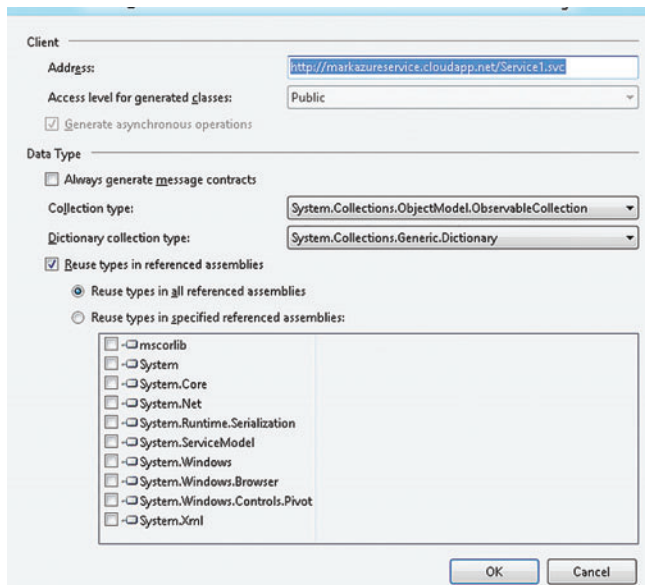 Client
Address: http://markazureservice.cloudapp.net/Service1.svc
Access level for generated classes: Public
Generate asynchronous operations
Data Type
Always generate message contracts
Collection type: System.Collections.ObjectModel.ObservableCollection
Dictionary collection type: System.Collections.Generic.Dictionary
Reuse types in referenced assemblies
Reuse types in all referenced assemblies
Reuse types in specified referenced assemblies:
mscorlib
System
System.Core
System.Net
System.Runtime.Serialization
System.ServiceModel
System.Windows
System.Windows.Browser
System.Windows.Controls.Pivot
System.Xml
OK Cancel